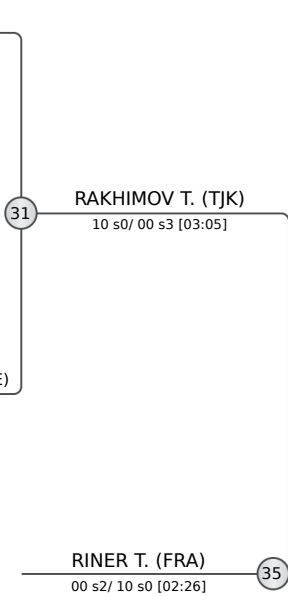 RAKHIMOV T. (TJK)
31
10 s0/ 00 s3 [03:05]
E)
RINER T. (FRA)
35
00 s2/ 10 s0 [02:26]